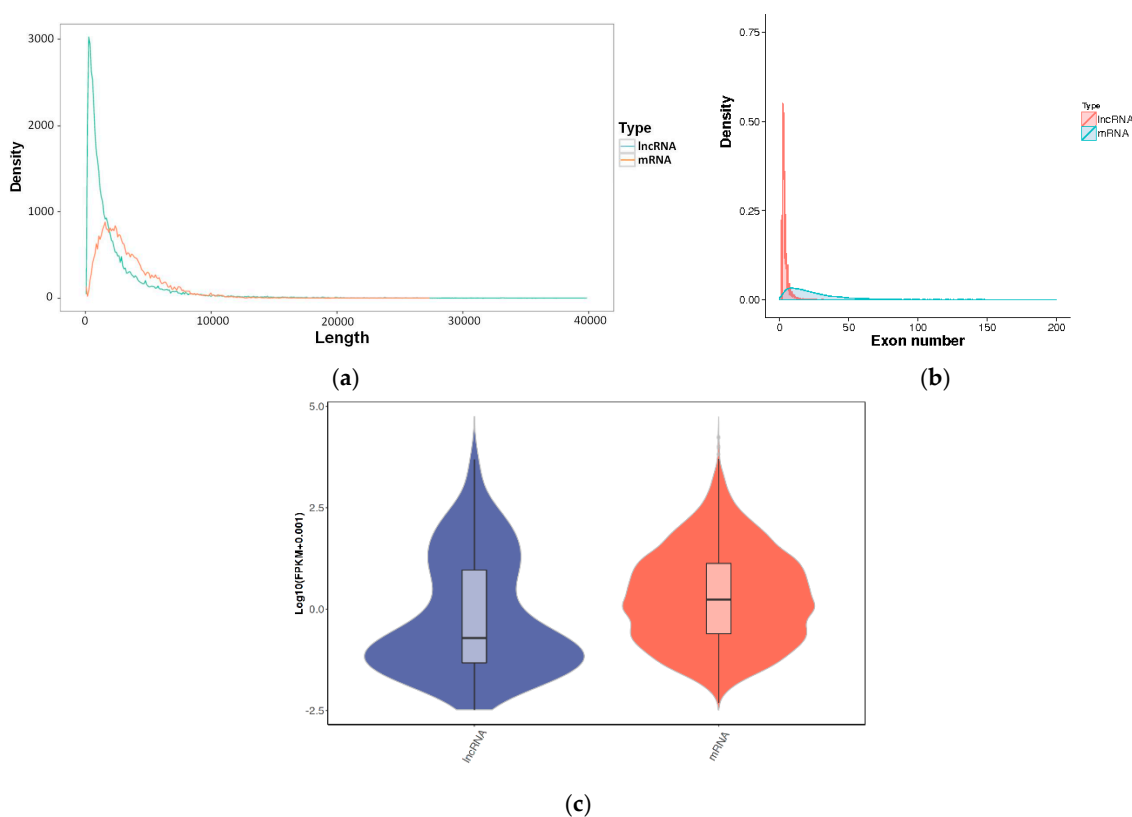 3000
2000
1000
0
Density
0
10000
20000
30000
40000
Length
Type
lncRNA
mRNA
(a)
0.75
0.50
0.25
0.00
Density
0
50
100
150
200
Exon number
Type
lncRNA
mRNA
(b)
5.0
2.5
0.0
-2.5
Log10(FPKM+0.001)
lncRNA
mRNA
(c)